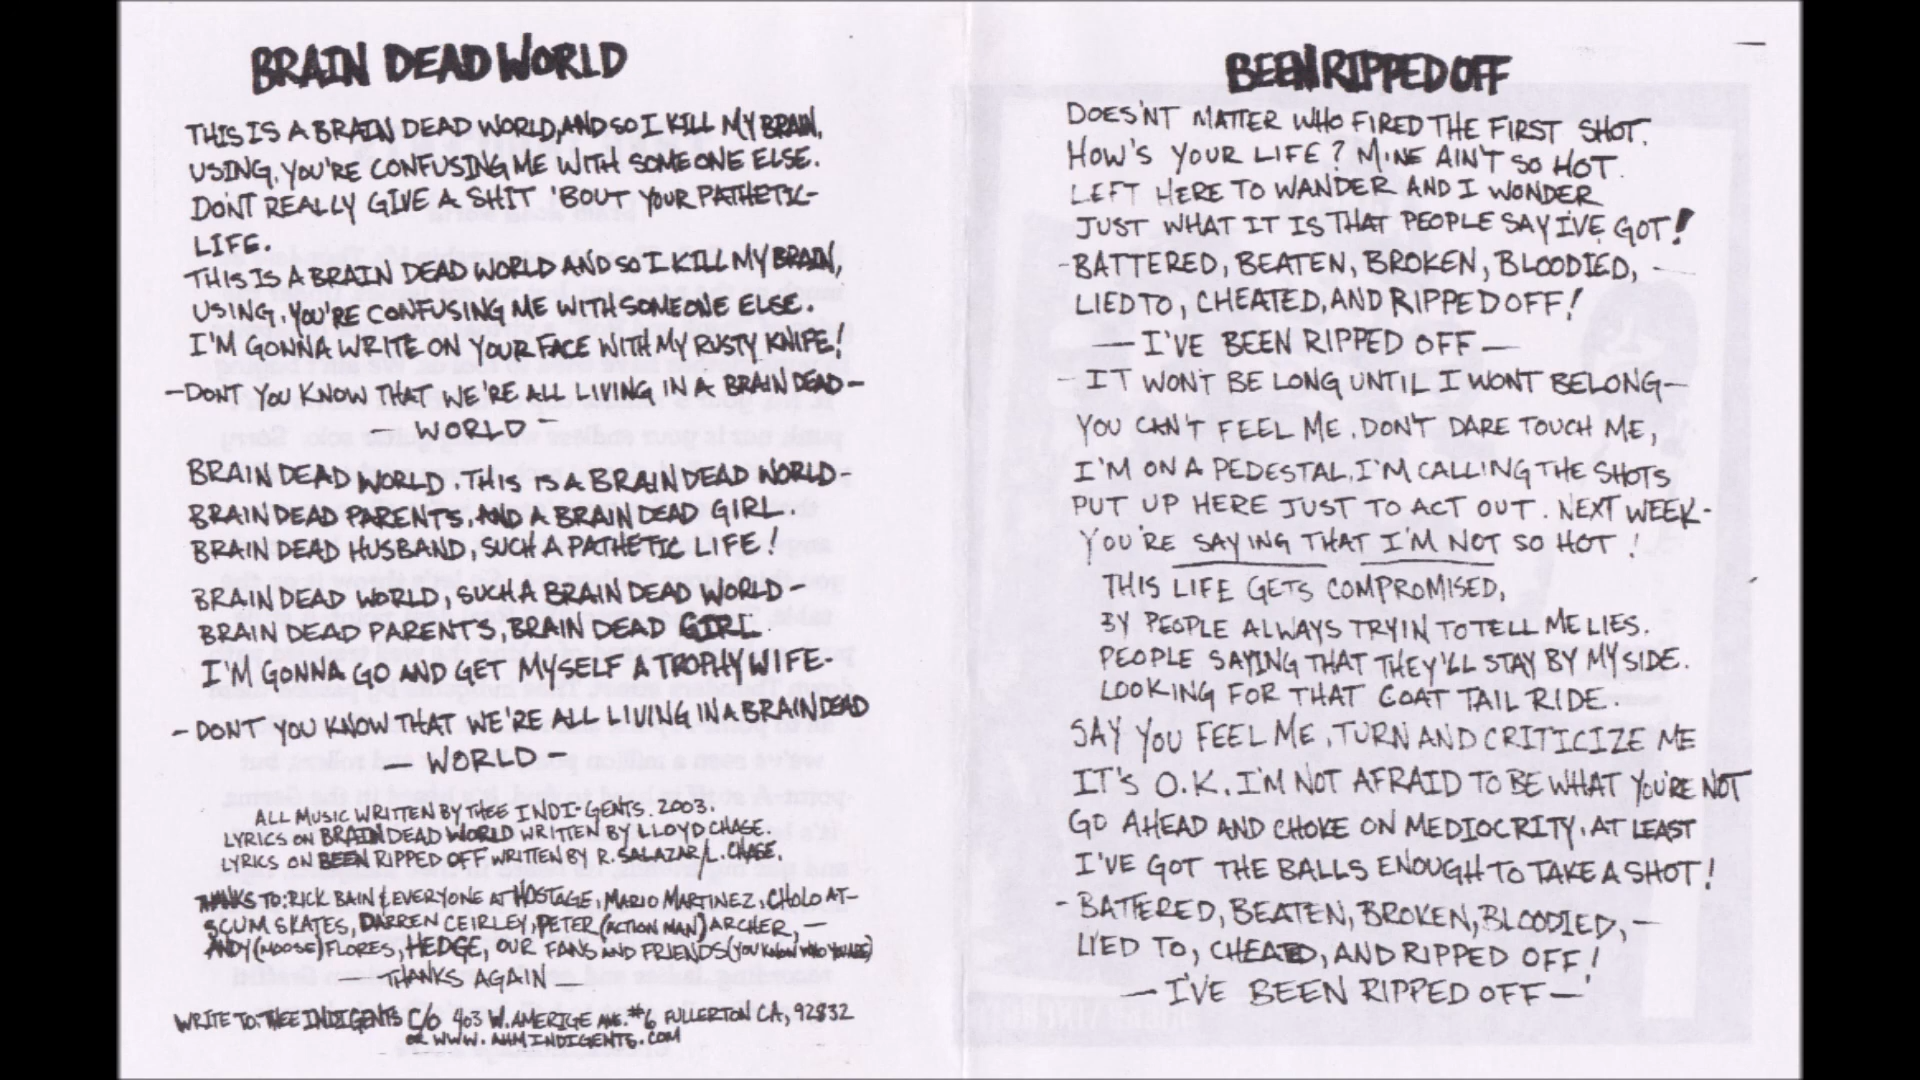 BRAIN DEAD WORLD
THIS IS A BRAIN DEAD WORLD, AND SO I KILL MY BRAIN,
USING, YOU'RE CONFUSING ME WITH SOMEONE ELSE.
DON'T REALLY GIVE A SHIT 'BOUT YOUR PATHETIC-
LIFE.
THIS IS A BRAIN DEAD WORLD AND SO I KILL MY BRAIN,
USING, YOU'RE CONFUSING ME WITH SOMEONE ELSE.
I'M GONNA WRITE ON YOUR FACE WITH MY RUSTY KNIFE!
-DONT YOU KNOW THAT WE'RE ALL LIVING IN A BRAIN DEAD-
- WORLD -
BRAIN DEAD WORLD. THIS IS A BRAIN DEAD WORLD-
BRAIN DEAD PARENTS, AND A BRAIN DEAD GIRL.
BRAIN DEAD HUSBAND, SUCH A PATHETIC LIFE!
BRAIN DEAD WORLD, SUCH A BRAIN DEAD WORLD-
BRAIN DEAD PARENTS, BRAIN DEAD GIRL.
I'M GONNA GO AND GET MYSELF A TROPHY WIFE-
- DONT YOU KNOW THAT WE'RE ALL LIVING IN A BRAIN DEAD
- WORLD -
ALL MUSIC WRITTEN BY THEE INDI-GENTS. 2003.
LYRICS ON BRAIN DEAD WORLD WRITTEN BY LLOYD CHASE.
LYRICS ON BEEN RIPPED OFF WRITTEN BY R. SALAZAR/L. CHASE.
THANKS TO: RICK BAIN & EVERYONE AT HOSTAGE, MARIO MARTINEZ, CHOLO AT-
SCUM SKATES, DARREN CEIRLEY, PETER (ACTION MAN) ARCHER, -
ANDY (MOOSE) FLORES, HEDGE, OUR FANS AND FRIENDS (YOU KNOW WHO YOU ARE)
- THANKS AGAIN -
WRITE TO: THEE INDIGENTS C/O 403 W. AMERIGE AVE. #6 FULLERTON CA, 92832
OR WWW. AHMINDIGENTS.COM
BEEN RIPPED OFF
DOES'NT MATTER WHO FIRED THE FIRST SHOT.
HOW'S YOUR LIFE? MINE AIN'T SO HOT.
LEFT HERE TO WANDER AND I WONDER
JUST WHAT IT IS THAT PEOPLE SAY I'VE GOT!
-BATTERED, BEATEN, BROKEN, BLOODIED, -
LIED TO, CHEATED, AND RIPPED OFF!
- I'VE BEEN RIPPED OFF -
- IT WON'T BE LONG UNTIL I WONT BELONG-
YOU CAN'T FEEL ME. DON'T DARE TOUCH ME,
I'M ON A PEDESTAL. I'M CALLING THE SHOTS
PUT UP HERE JUST TO ACT OUT. NEXT WEEK-
YOU'RE SAYING THAT I'M NOT SO HOT!
THIS LIFE GETS COMPROMISED,
BY PEOPLE ALWAYS TRYIN TO TELL ME LIES.
PEOPLE SAYING THAT THEY'LL STAY BY MY SIDE.
LOOKING FOR THAT COAT TAIL RIDE.
SAY YOU FEEL ME, TURN AND CRITICIZE ME
IT'S O.K. I'M NOT AFRAID TO BE WHAT YOU'RE NOT
GO AHEAD AND CHOKE ON MEDIOCRITY. AT LEAST
I'VE GOT THE BALLS ENOUGH TO TAKE A SHOT!
- BATTERED, BEATEN, BROKEN, BLOODIED, -
LIED TO, CHEATED, AND RIPPED OFF!
- I'VE BEEN RIPPED OFF -